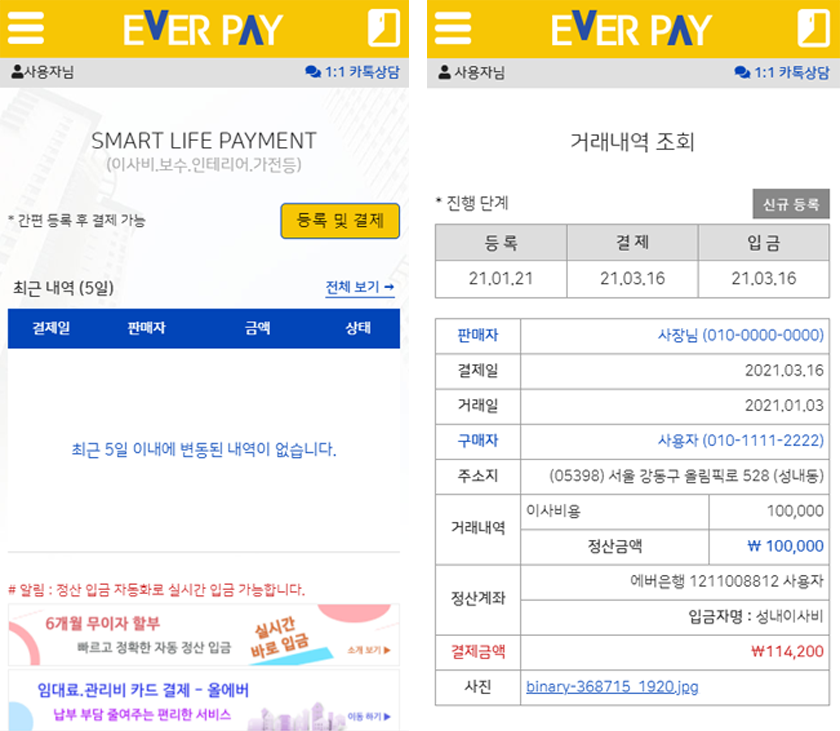 EVER PAY
사용자님
1:1 카톡상담
SMART LIFE PAYMENT
(이사비.보수.인테리어.가전등)
* 간편 등록 후 결제 가능
등록 및 결제
최근 내역 (5일)
전체 보기 →
결제일 판매자 금액 상태
최근 5일 이내에 변동된 내역이 없습니다.
# 알림 : 정산 입금 자동화로 실시간 입금 가능합니다.
6개월 무이자 할부
빠르고 정확한 자동 정산 입금
실시간
바로 입금
소개 보기 ▶
임대료.관리비 카드 결제 - 올에버
납부 부담 줄여주는 편리한 서비스
이동 하기 ▶
EVER PAY
사용자님
1:1 카톡상담
거래내역 조회
* 진행 단계
신규 등록
등 록 결 제 입 금
21.01.21 21.03.16 21.03.16
판매자 사장님 (010-0000-0000)
결제일 2021.03.16
거래일 2021.01.03
구매자 사용자 (010-1111-2222)
주소지 (05398) 서울 강동구 올림픽로 528 (성내동)
거래내역
이사비용 100,000
정산금액 ₩ 100,000
정산계좌
에버은행 1211008812 사용자
입금자명 : 성내이사비
결제금액 ₩114,200
사진 binary-368715_1920.jpg